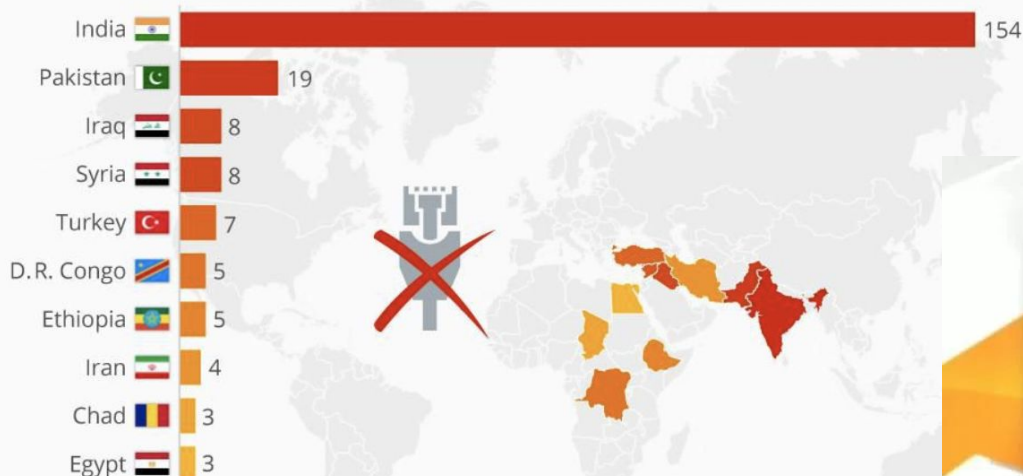 India 154
Pakistan 19
Iraq 8
Syria 8
Turkey 7
D.R. Congo 5
Ethiopia 5
Iran 4
Chad 3
Egypt 3